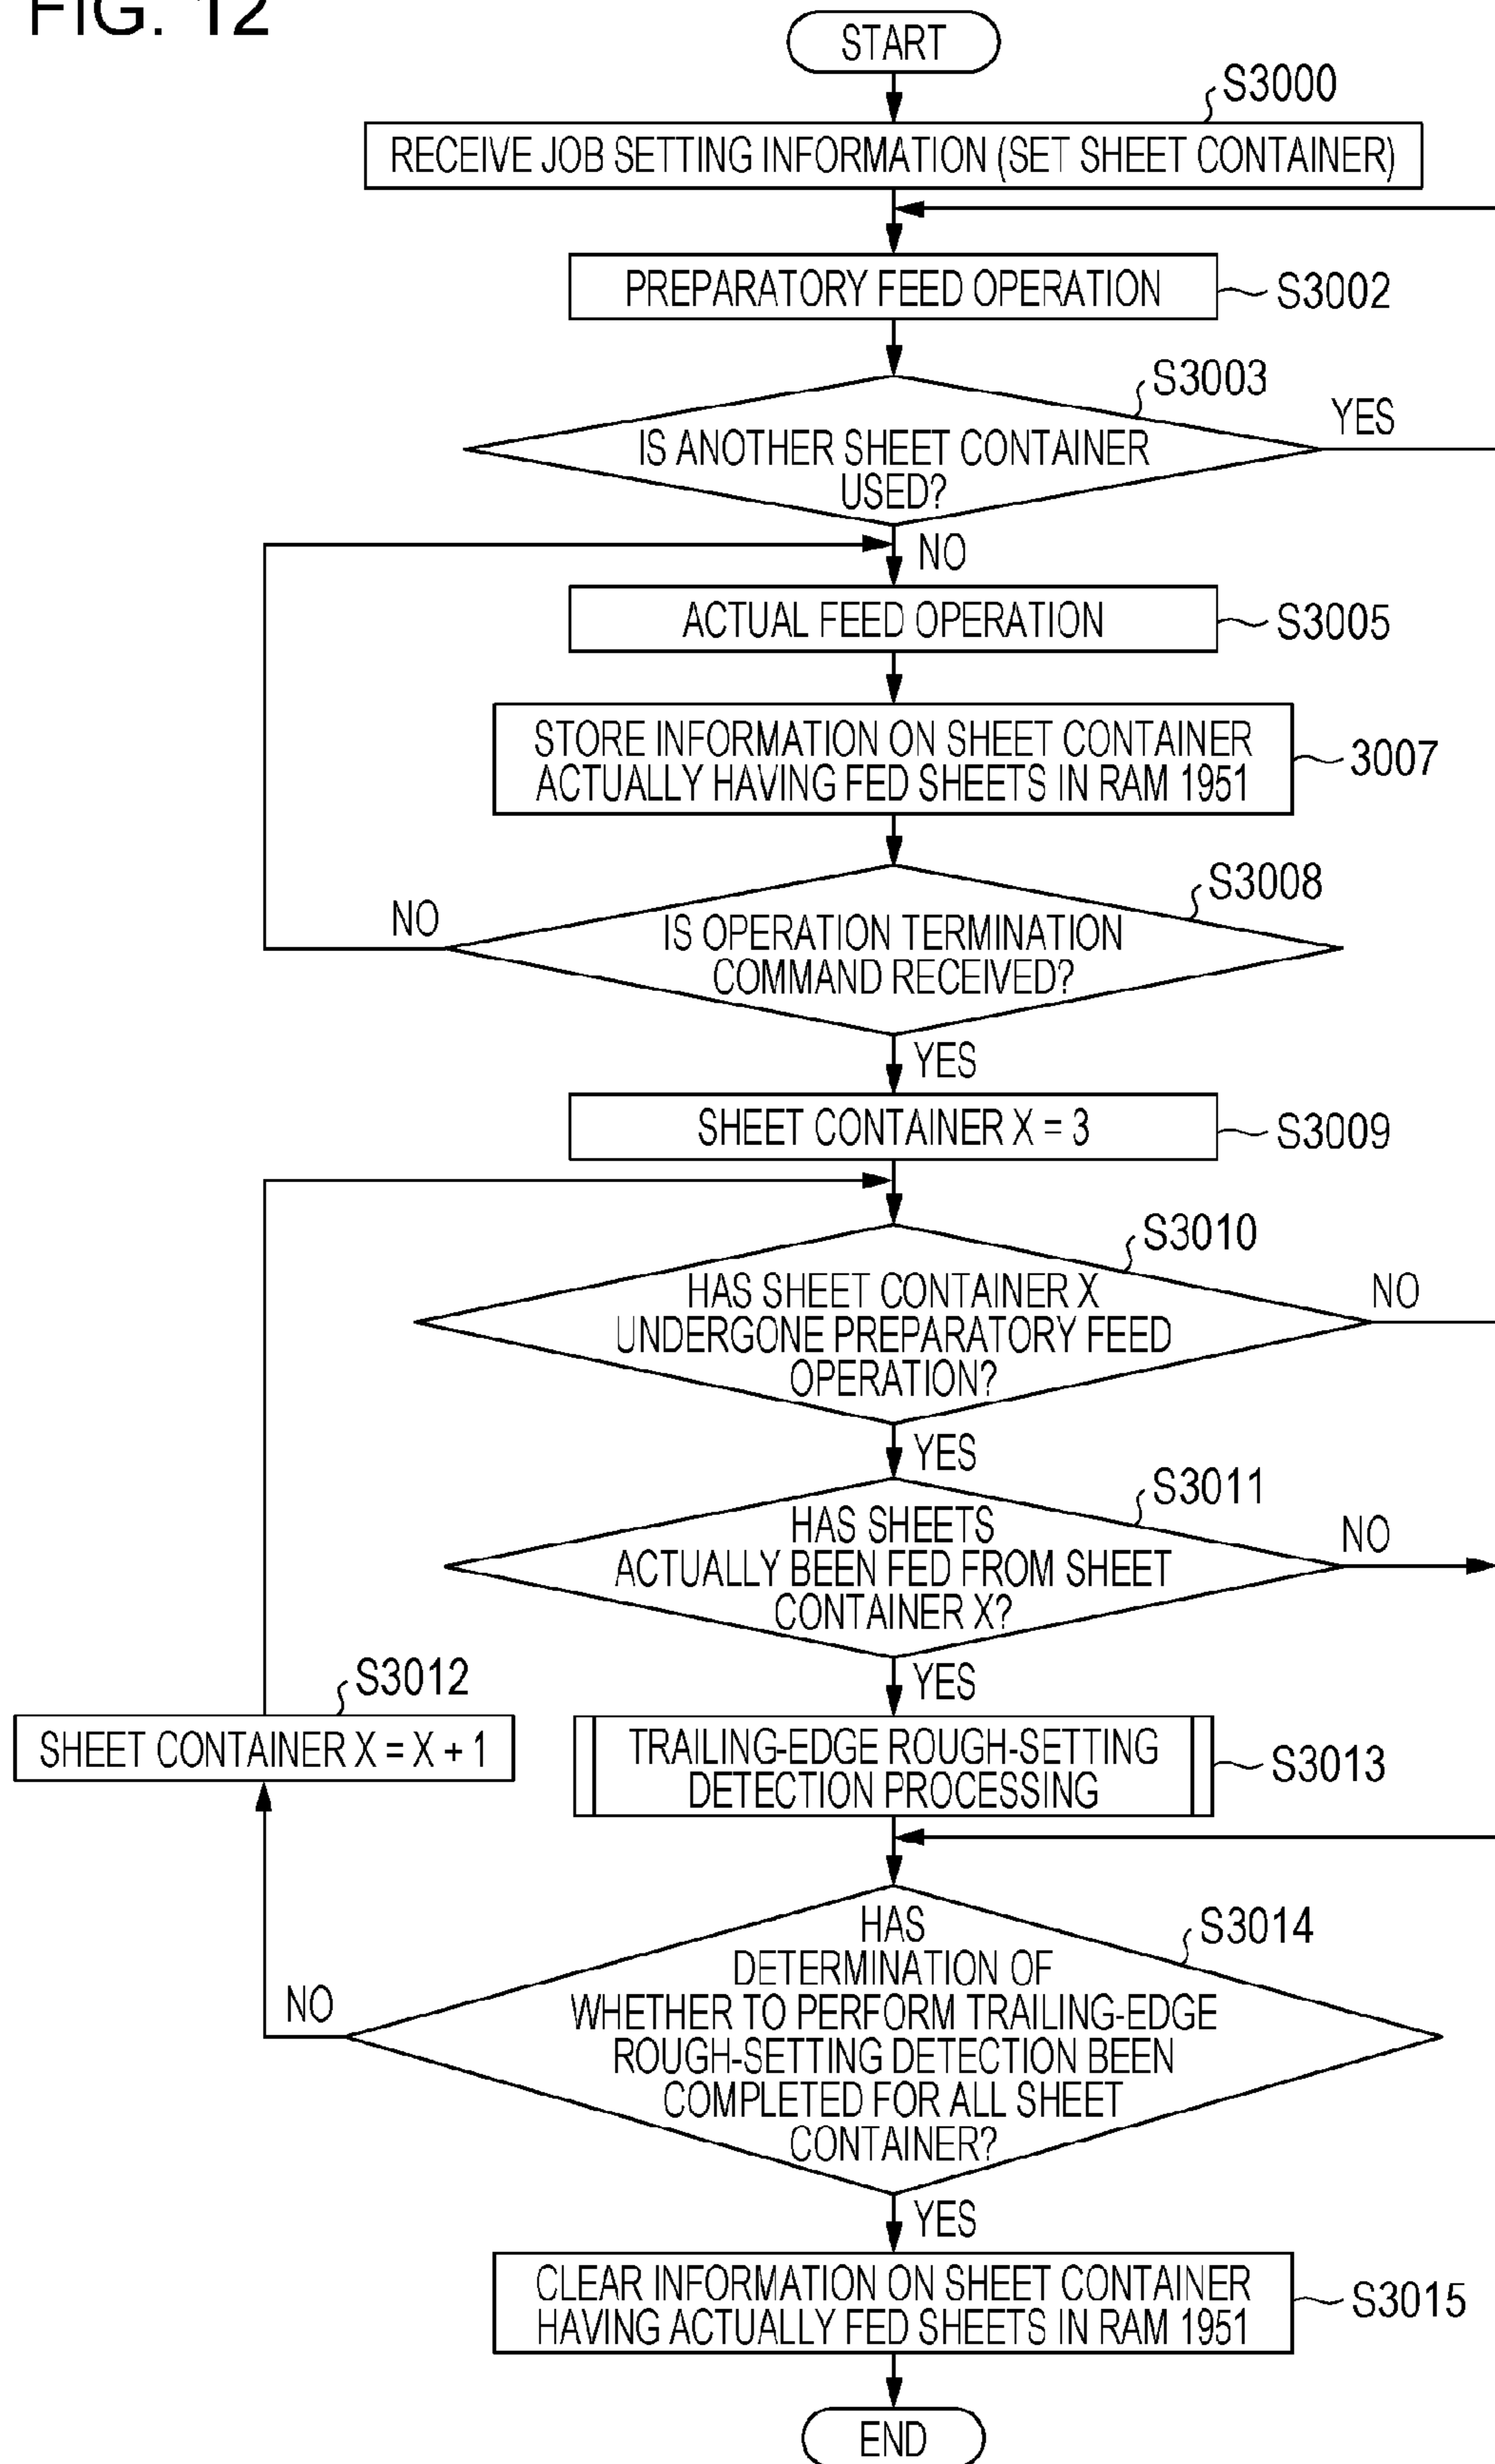 FIG. 12
START
S3000
RECEIVE JOB SETTING INFORMATION (SET SHEET CONTAINER)
PREPARATORY FEED OPERATION
S3002
S3003
IS ANOTHER SHEET CONTAINER
USED?
YES
NO
ACTUAL FEED OPERATION
S3005
STORE INFORMATION ON SHEET CONTAINER
ACTUALLY HAVING FED SHEETS IN RAM 1951
3007
S3008
IS OPERATION TERMINATION
COMMAND RECEIVED?
NO
YES
SHEET CONTAINER X = 3
S3009
S3010
HAS SHEET CONTAINER X
UNDERGONE PREPARATORY FEED
OPERATION?
NO
YES
S3011
HAS SHEETS
ACTUALLY BEEN FED FROM SHEET
CONTAINER X?
NO
YES
S3012
SHEET CONTAINER X = X + 1
TRAILING-EDGE ROUGH-SETTING
DETECTION PROCESSING
S3013
S3014
HAS
DETERMINATION OF
WHETHER TO PERFORM TRAILING-EDGE
ROUGH-SETTING DETECTION BEEN
COMPLETED FOR ALL SHEET
CONTAINER?
NO
YES
CLEAR INFORMATION ON SHEET CONTAINER
HAVING ACTUALLY FED SHEETS IN RAM 1951
S3015
END